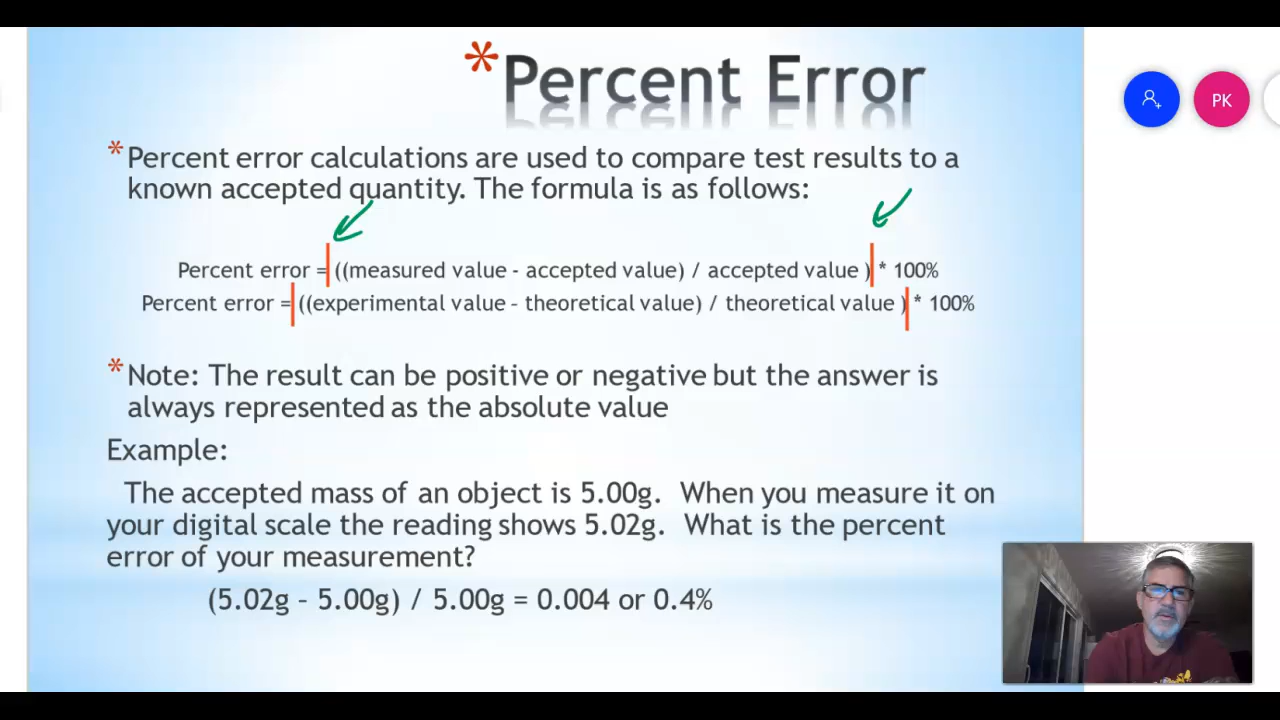 * Percent Error
PK
* Percent error calculations are used to compare test results to a
known accepted quantity. The formula is as follows:
Percent error = |((measured value - accepted value) / accepted value )| * 100%
Percent error = |((experimental value – theoretical value) / theoretical value )| * 100%
* Note: The result can be positive or negative but the answer is
always represented as the absolute value
Example:
The accepted mass of an object is 5.00g. When you measure it on
your digital scale the reading shows 5.02g. What is the percent
error of your measurement?
(5.02g – 5.00g) / 5.00g = 0.004 or 0.4%